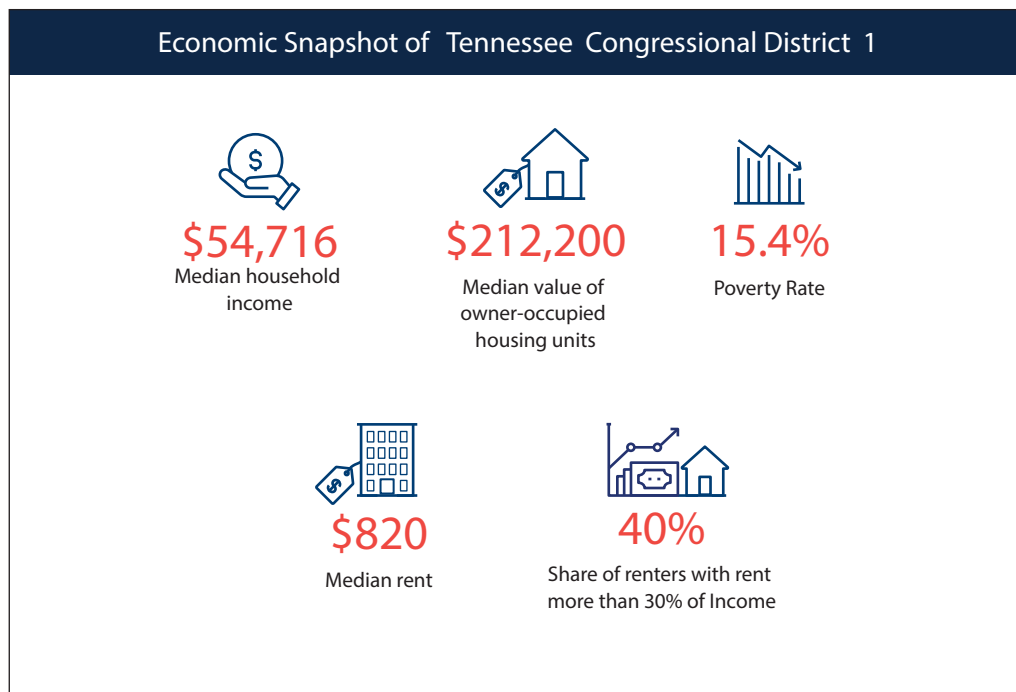 Economic Snapshot of Tennessee Congressional District 1
$
$54,716
Median household
income
$
$212,200
Median value of
owner-occupied
housing units
15.4%
Poverty Rate
$
$820
Median rent
40%
Share of renters with rent
more than 30% of Income